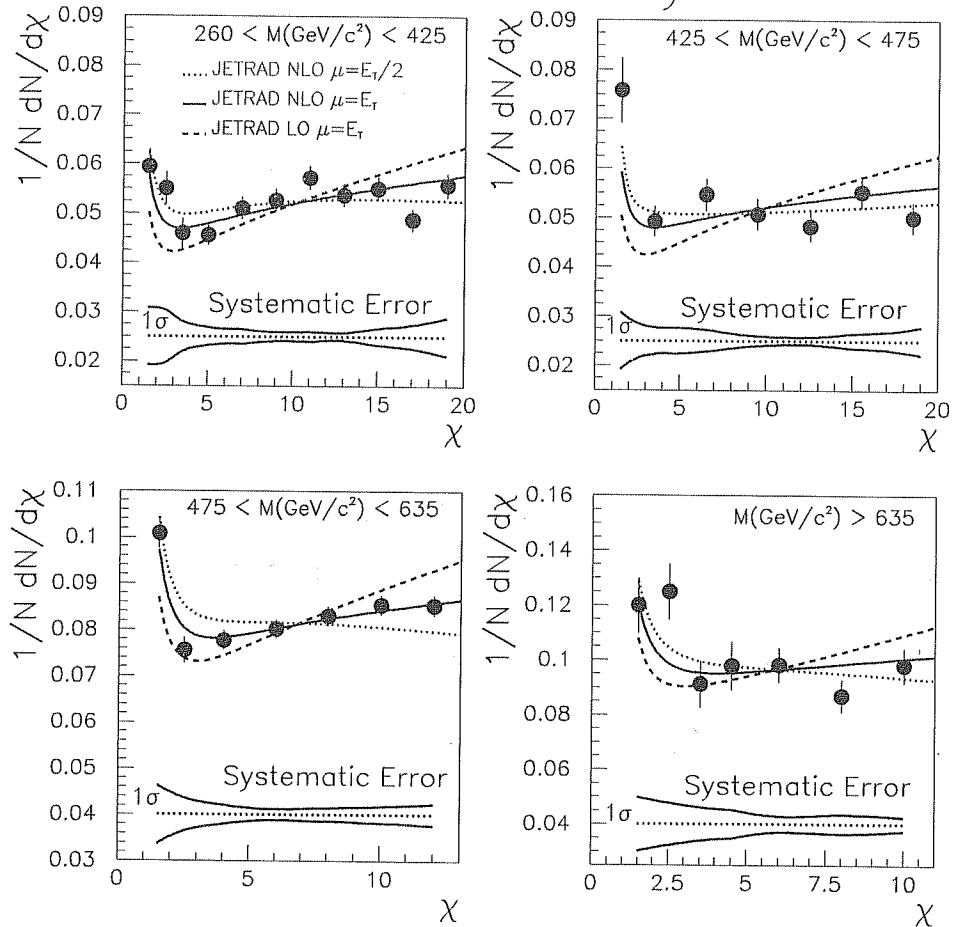 260 < M(GeV/c²) < 425
JETRAD NLO μ=E_T/2
JETRAD NLO μ=E_T
JETRAD LO μ=E_T
1/N dN/dχ
0.09
0.08
0.07
0.06
0.05
0.04
0.03
0.02
Systematic Error
1σ
0 5 10 15 20
χ
425 < M(GeV/c²) < 475
1/N dN/dχ
0.09
0.08
0.07
0.06
0.05
0.04
0.03
0.02
Systematic Error
1σ
0 5 10 15 20
χ
475 < M(GeV/c²) < 635
1/N dN/dχ
0.11
0.1
0.09
0.08
0.07
0.06
0.05
0.04
0.03
Systematic Error
1σ
0 5 10
χ
M(GeV/c²) > 635
1/N dN/dχ
0.16
0.14
0.12
0.1
0.08
0.06
0.04
Systematic Error
1σ
0 2.5 5 7.5 10
χ